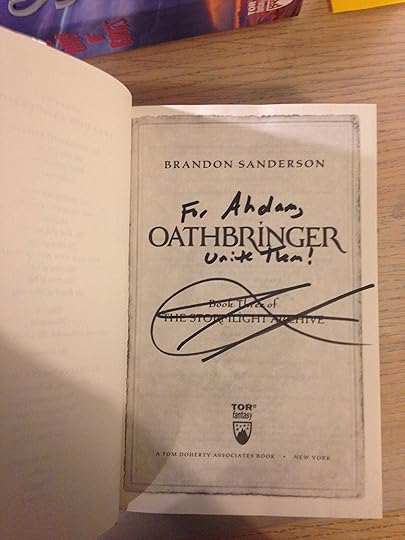 TOR
BRANDON SANDERSON
For Ahdam,
OATHBRINGER
Unite Them!
Book Three of
THE STORMLIGHT ARCHIVE
TOR®
fantasy
A TOM DOHERTY ASSOCIATES BOOK • NEW YORK